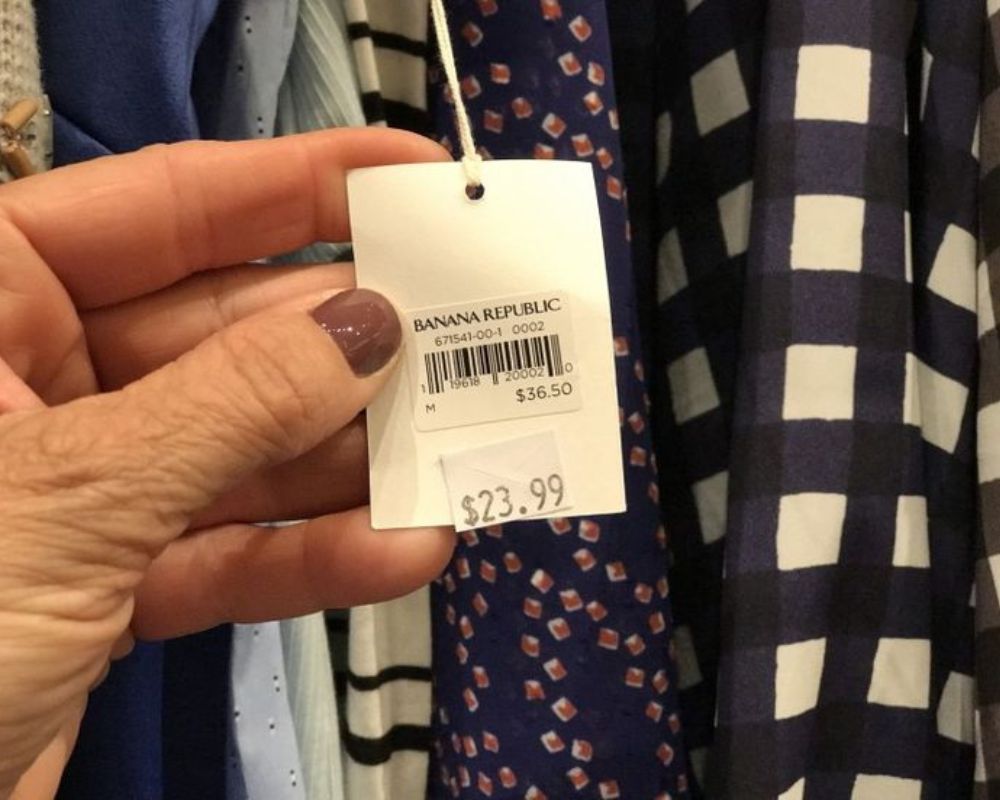 BANANA REPUBLIC
671541-00-1 0002
1 19618 20002 0
M $36.50
$23.99